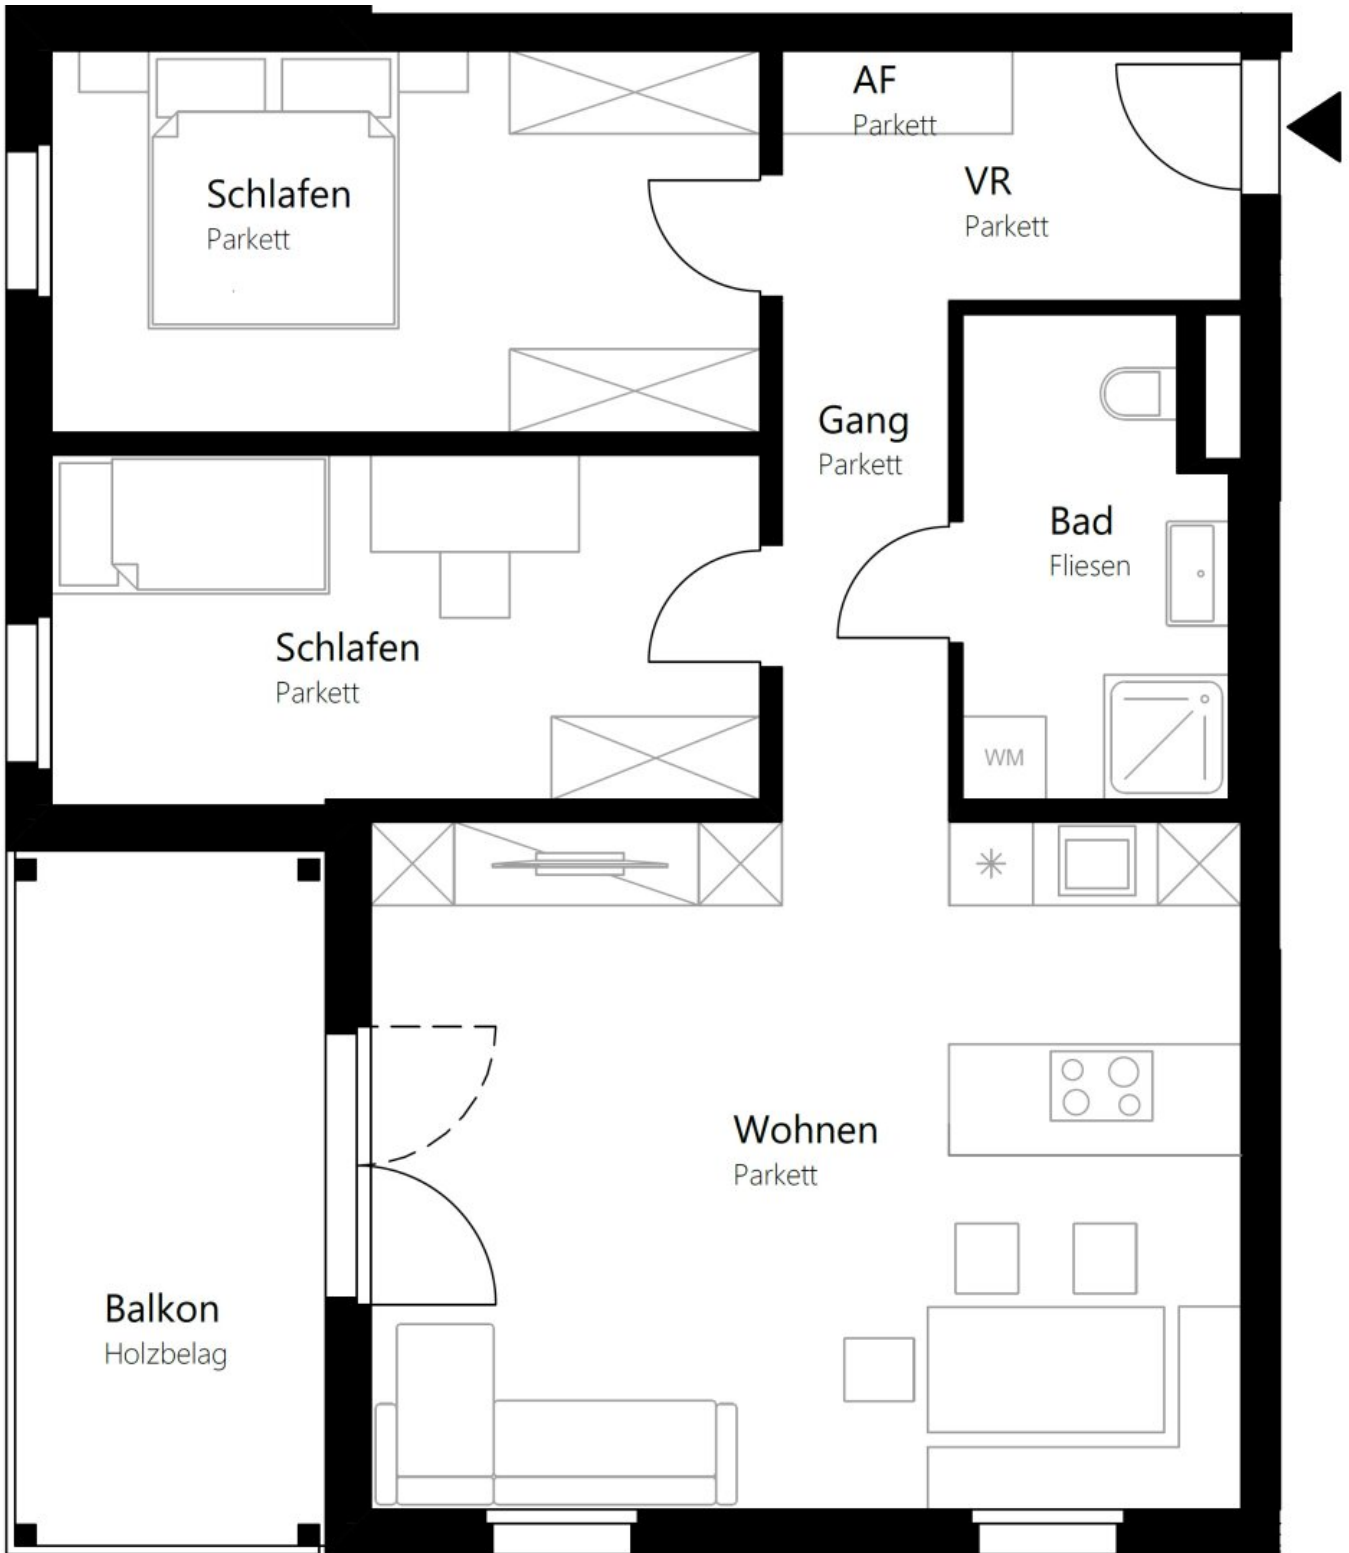 AF
Parkett
VR
Parkett
Schlafen
Parkett
Gang
Parkett
Bad
Fliesen
Schlafen
Parkett
WM
Wohnen
Parkett
Balkon
Holzbelag